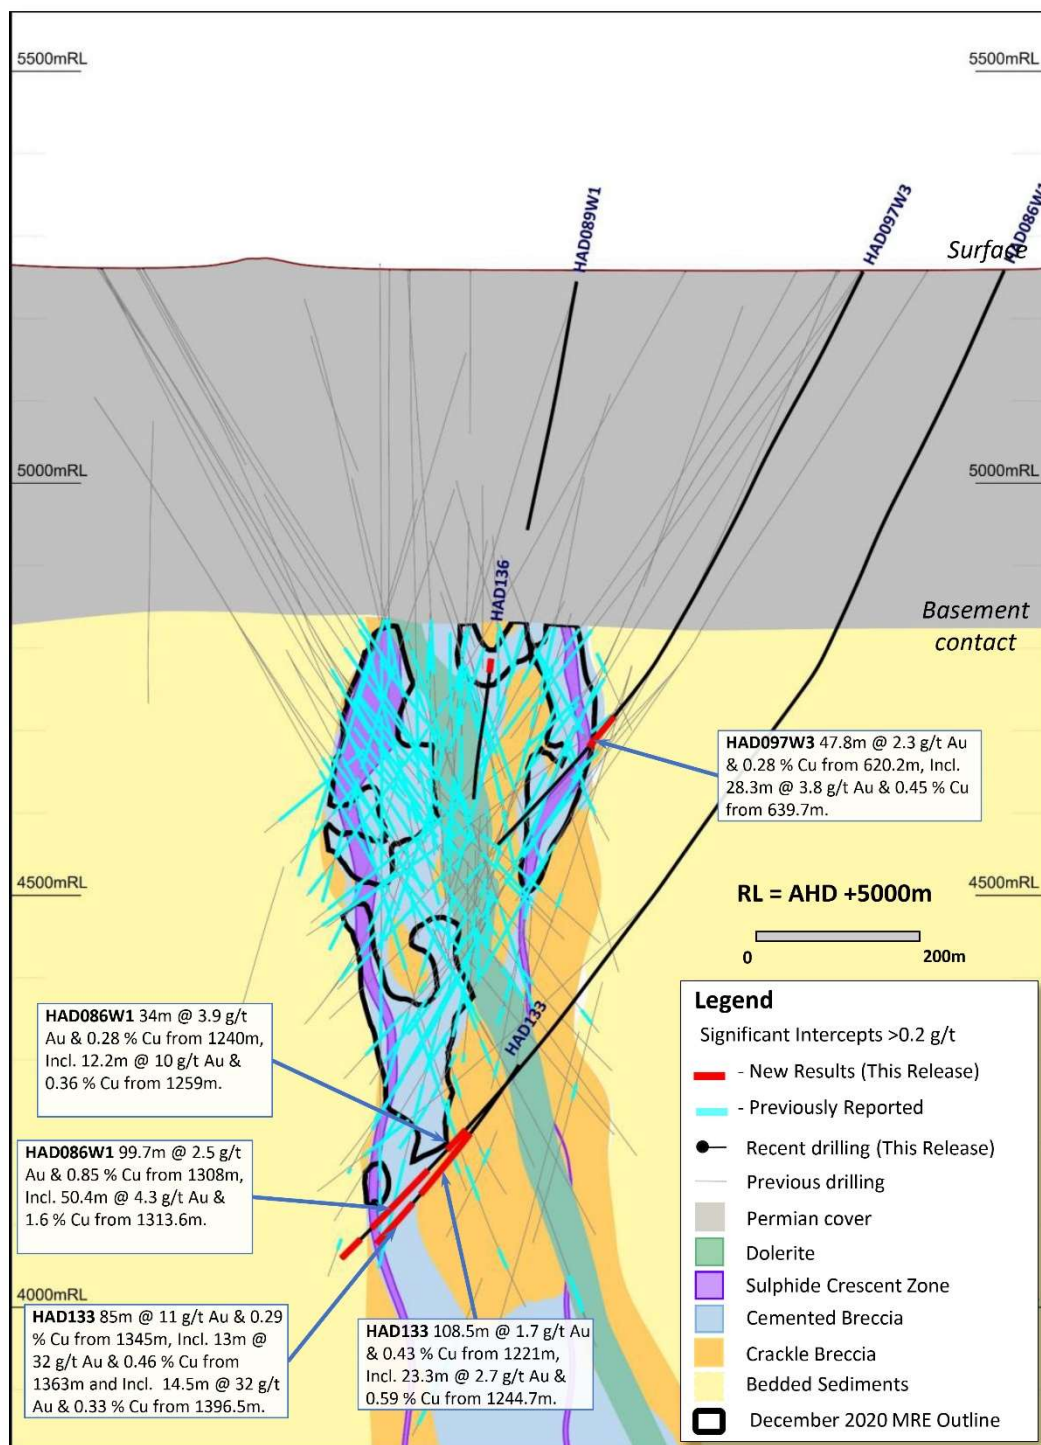 5500mRL
5500mRL
HAD089W1
HAD097W3
HAD086W1
Surface
5000mRL
5000mRL
HAD136
Basement
contact
HAD097W3 47.8m @ 2.3 g/t Au
& 0.28 % Cu from 620.2m, Incl.
28.3m @ 3.8 g/t Au & 0.45 % Cu
from 639.7m.
4500mRL
4500mRL
RL = AHD +5000m
0
200m
HAD133
HAD086W1 34m @ 3.9 g/t
Au & 0.28 % Cu from 1240m,
Incl. 12.2m @ 10 g/t Au &
0.36 % Cu from 1259m.
HAD086W1 99.7m @ 2.5 g/t
Au & 0.85 % Cu from 1308m,
Incl. 50.4m @ 4.3 g/t Au &
1.6 % Cu from 1313.6m.
4000mRL
HAD133 85m @ 11 g/t Au & 0.29
% Cu from 1345m, Incl. 13m @
32 g/t Au & 0.46 % Cu from
1363m and Incl. 14.5m @ 32 g/t
Au & 0.33 % Cu from 1396.5m.
HAD133 108.5m @ 1.7 g/t Au
& 0.43 % Cu from 1221m,
Incl. 23.3m @ 2.7 g/t Au &
0.59 % Cu from 1244.7m.
Legend
Significant Intercepts >0.2 g/t
- New Results (This Release)
- Previously Reported
Recent drilling (This Release)
Previous drilling
Permian cover
Dolerite
Sulphide Crescent Zone
Cemented Breccia
Crackle Breccia
Bedded Sediments
December 2020 MRE Outline